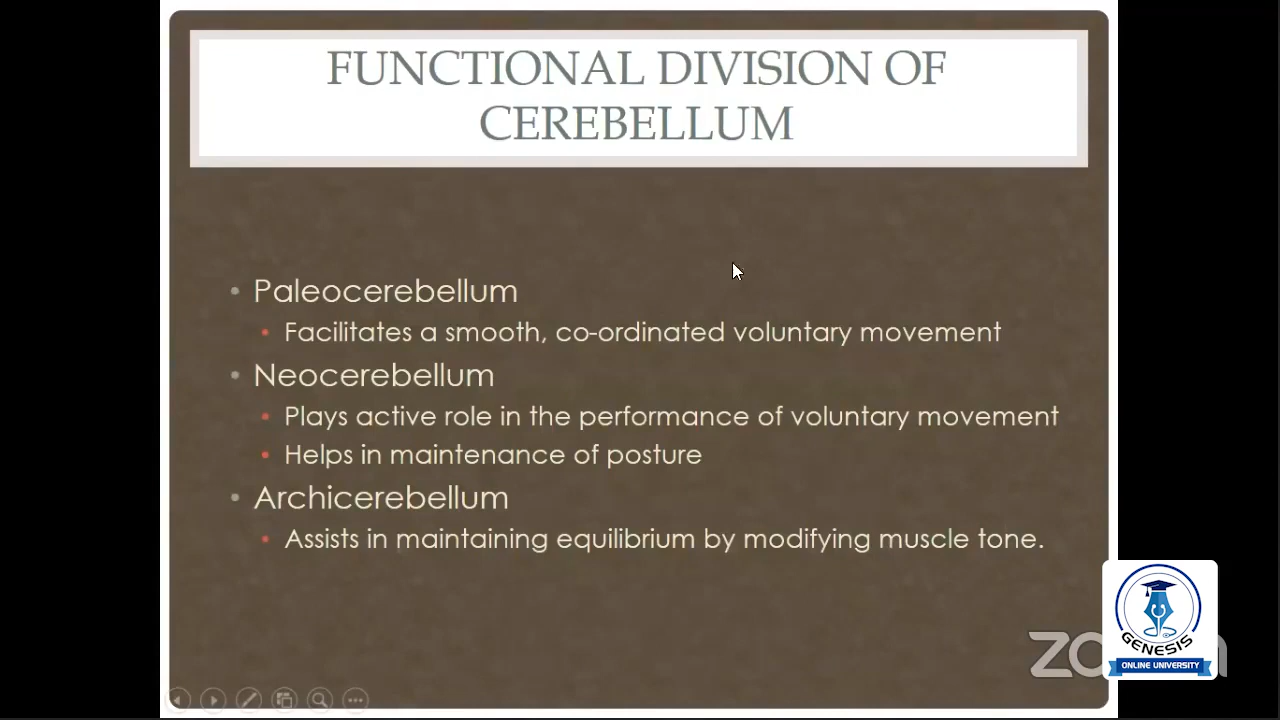 FUNCTIONAL DIVISION OF
CEREBELLUM
• Paleocerebellum
• Facilitates a smooth, co-ordinated voluntary movement
• Neocerebellum
• Plays active role in the performance of voluntary movement
• Helps in maintenance of posture
• Archicerebellum
• Assists in maintaining equilibrium by modifying muscle tone.
GENESIS
ONLINE UNIVERSITY